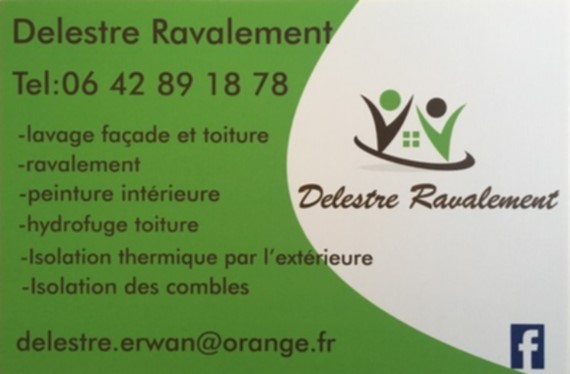 Delestre Ravalement
Tel:06 42 89 18 78
-lavage façade et toiture
-ravalement
-peinture intérieure
-hydrofuge toiture
-Isolation thermique par l'extérieure
-Isolation des combles
delestre.erwan@orange.fr
Delestre Ravalement
f